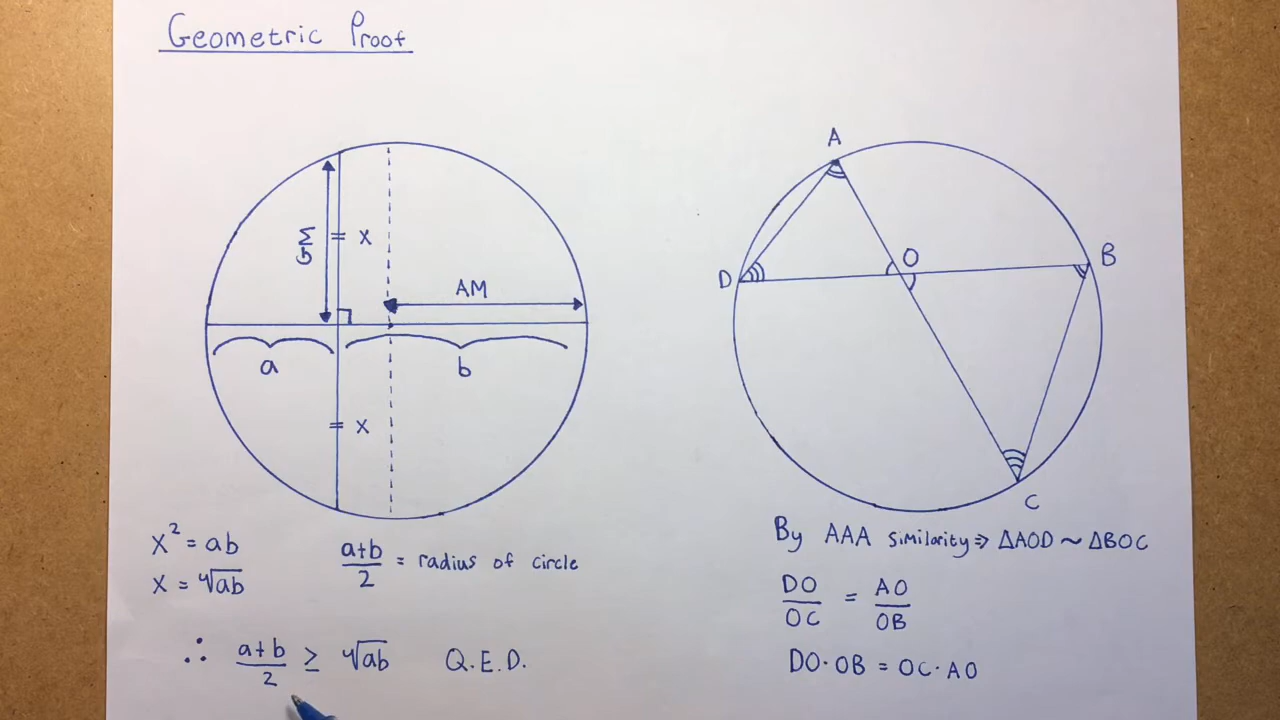 Geometric Proof
GM
= x
AM
a
b
= x
x² = ab
x = √ab
a+b/2 = radius of circle
∴ a+b/2 ≥ √ab Q.E.D.
A
D
O
B
C
By AAA similarity ⇒ ΔAOD ~ ΔBOC
DO/OC = AO/OB
DO·OB = OC·AO